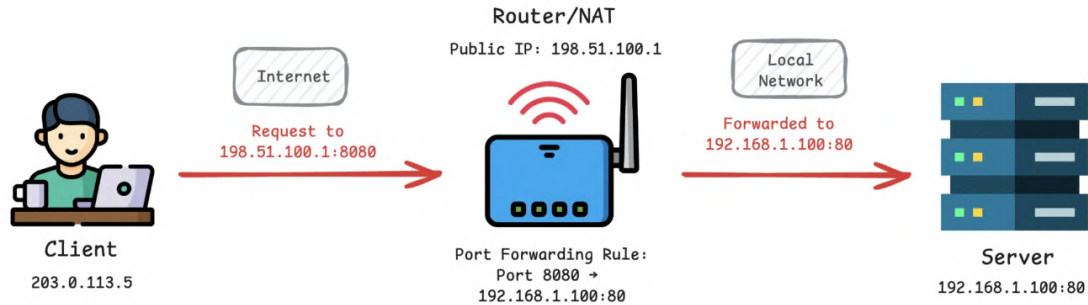 Router/NAT
Public IP: 198.51.100.1
Internet
Local
Network
Request to
198.51.100.1:8080
Forwarded to
192.168.1.100:80
Client
203.0.113.5
Port Forwarding Rule:
Port 8080 →
192.168.1.100:80
Server
192.168.1.100:80